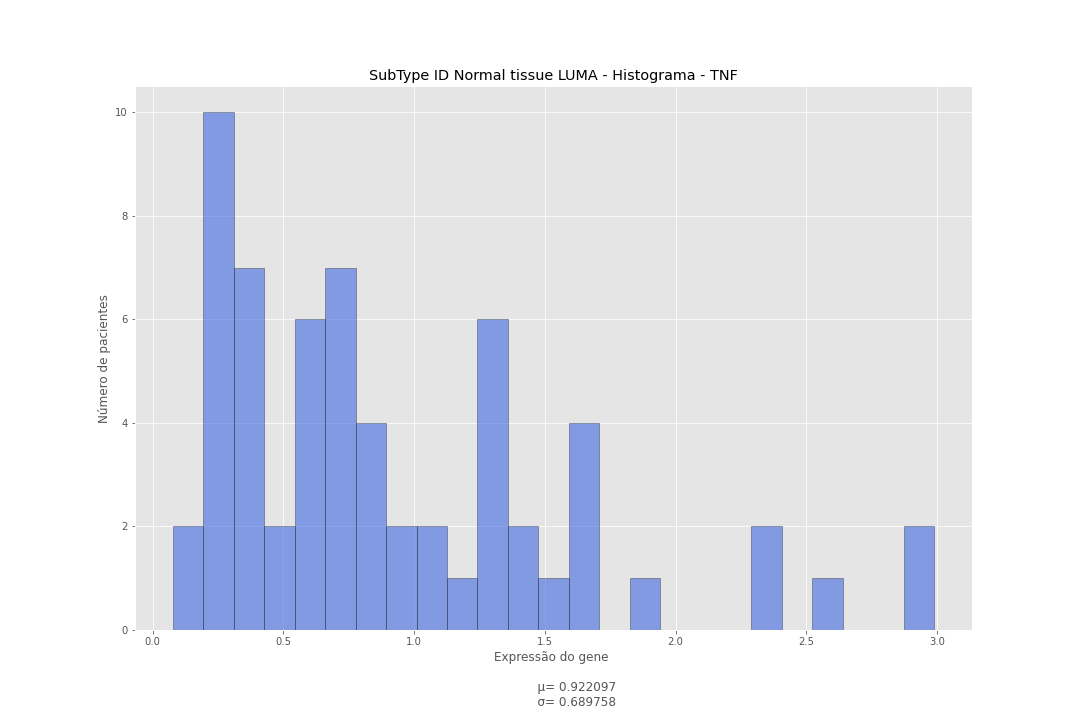 SubType ID Normal tissue LUMA - Histograma - TNF
10
8
6
4
2
0
Número de pacientes
0.0 0.5 1.0 1.5 2.0 2.5 3.0
Expressão do gene
μ= 0.922097
σ= 0.689758